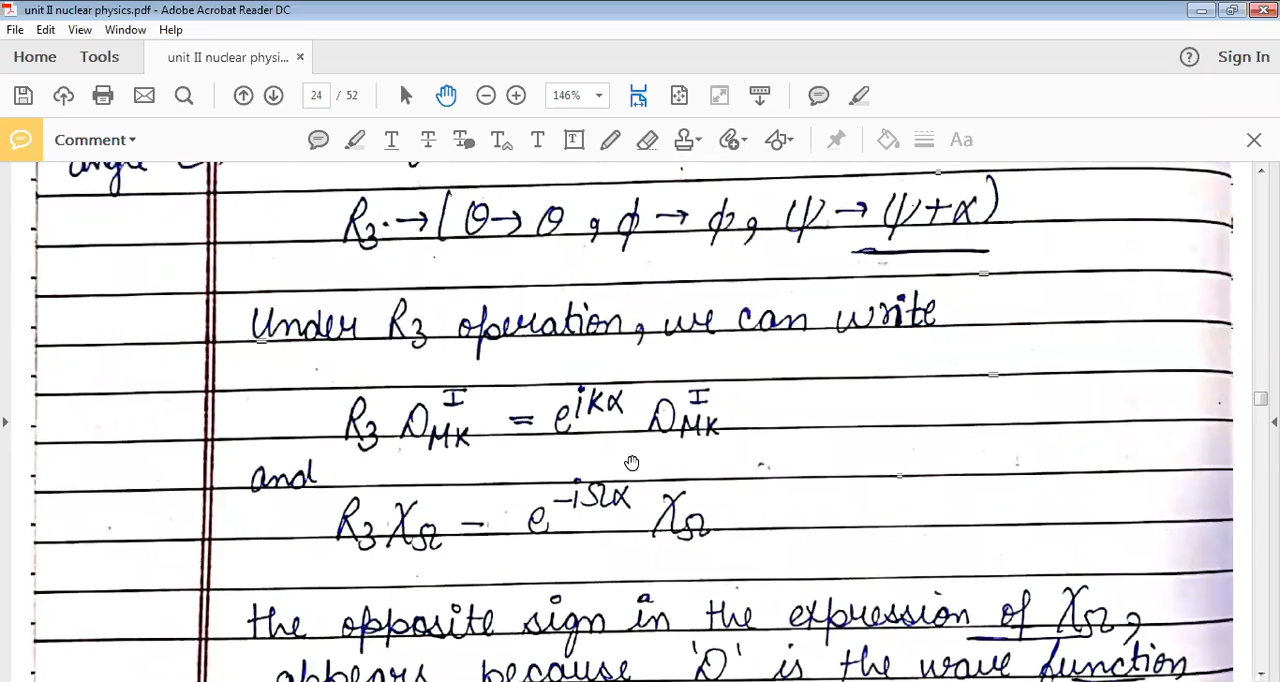 unit II nuclear physics.pdf - Adobe Acrobat Reader DC
File Edit View Window Help
Home Tools unit II nuclear physi... × Sign In
24 / 52 146%
Comment
angle
R₃ → (θ → θ, ϕ → ϕ, ψ → ψ+α)
Under R₃ operation, we can write
R₃ D^I_MK = e^iKα D^I_MK
and
R₃ χ_Ω = e^-iΩα χ_Ω
the opposite sign in the expression of χ_Ω,
appears because 'D' is the wave function